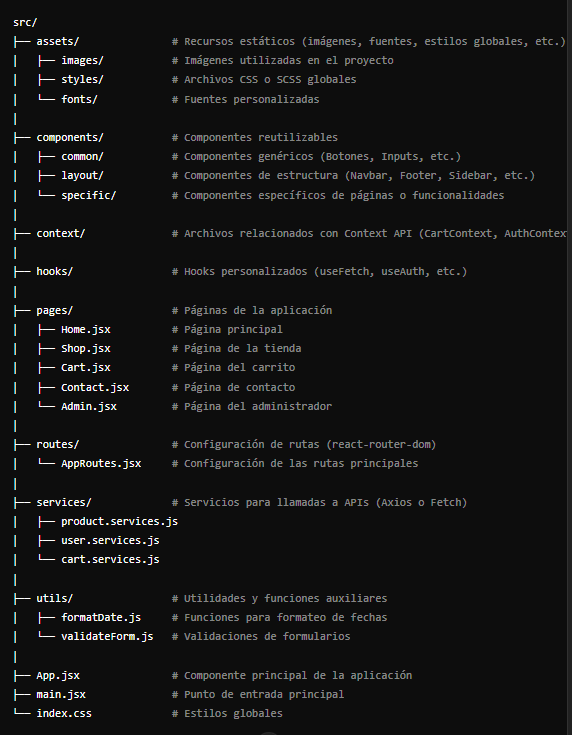 src/
├── assets/ # Recursos estáticos (imágenes, fuentes, estilos globales, etc.)
│ ├── images/ # Imágenes utilizadas en el proyecto
│ ├── styles/ # Archivos CSS o SCSS globales
│ └── fonts/ # Fuentes personalizadas
│
├── components/ # Componentes reutilizables
│ ├── common/ # Componentes genéricos (Botones, Inputs, etc.)
│ ├── layout/ # Componentes de estructura (Navbar, Footer, Sidebar, etc.)
│ └── specific/ # Componentes específicos de páginas o funcionalidades
│
├── context/ # Archivos relacionados con Context API (CartContext, AuthContext
│
├── hooks/ # Hooks personalizados (useFetch, useAuth, etc.)
│
├── pages/ # Páginas de la aplicación
│ ├── Home.jsx # Página principal
│ ├── Shop.jsx # Página de la tienda
│ ├── Cart.jsx # Página del carrito
│ ├── Contact.jsx # Página de contacto
│ └── Admin.jsx # Página del administrador
│
├── routes/ # Configuración de rutas (react-router-dom)
│ └── AppRoutes.jsx # Configuración de las rutas principales
│
├── services/ # Servicios para llamadas a APIs (Axios o Fetch)
│ ├── product.services.js
│ ├── user.services.js
│ └── cart.services.js
│
├── utils/ # Utilidades y funciones auxiliares
│ ├── formatDate.js # Funciones para formateo de fechas
│ └── validateForm.js # Validaciones de formularios
│
├── App.jsx # Componente principal de la aplicación
├── main.jsx # Punto de entrada principal
└── index.css # Estilos globales